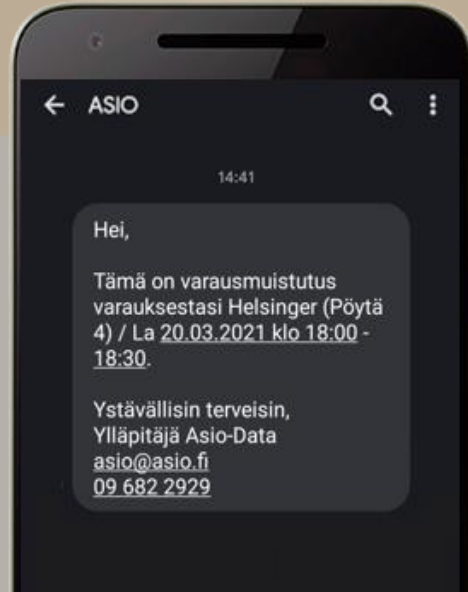 ASIO
14:41
Hei,
Tämä on varausmuistutus
varauksestasi Helsinger (Pöytä
4) / La 20.03.2021 klo 18:00 -
18:30.
Ystävällisin terveisin,
Ylläpitäjä Asio-Data
asio@asio.fi
09 682 2929